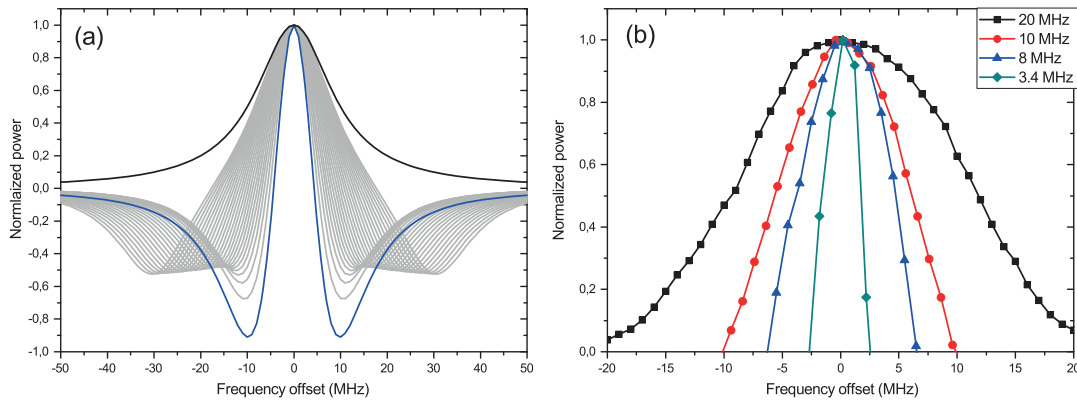 (a)
Normlaized power
1,0
0,8
0,6
0,4
0,2
0,0
-0,2
-0,4
-0,6
-0,8
-1,0
-50 -40 -30 -20 -10 0 10 20 30 40 50
Frequency offset (MHz)
(b)
20 MHz
10 MHz
8 MHz
3.4 MHz
Normalized power
1,0
0,8
0,6
0,4
0,2
0,0
-20 -15 -10 -5 0 5 10 15 20
Frequency offset (MHz)